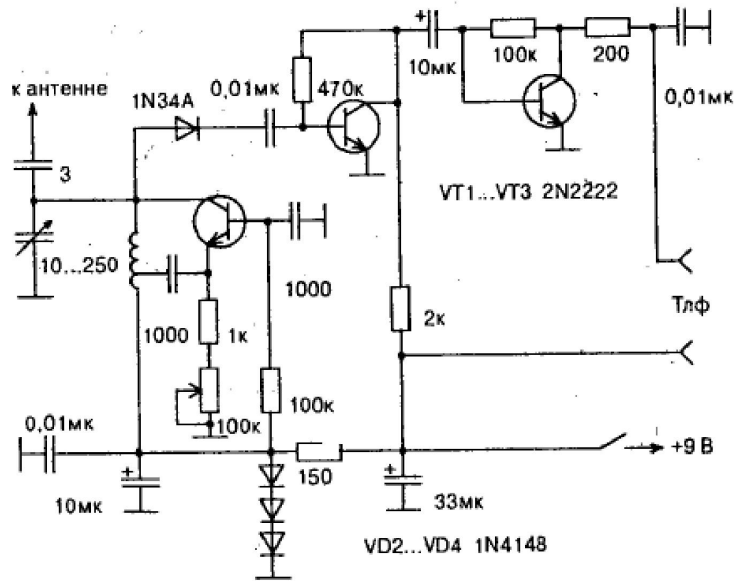 к антенне
1N34A
0,01мк
470к
10мк
100к
200
0,01мк
3
VT1...VT3 2N2222
10...250
1000
1000
1к
2к
Тлф
100к
100к
0,01мк
150
+9 В
+
10мк
+
33мк
+
VD2...VD4 1N4148